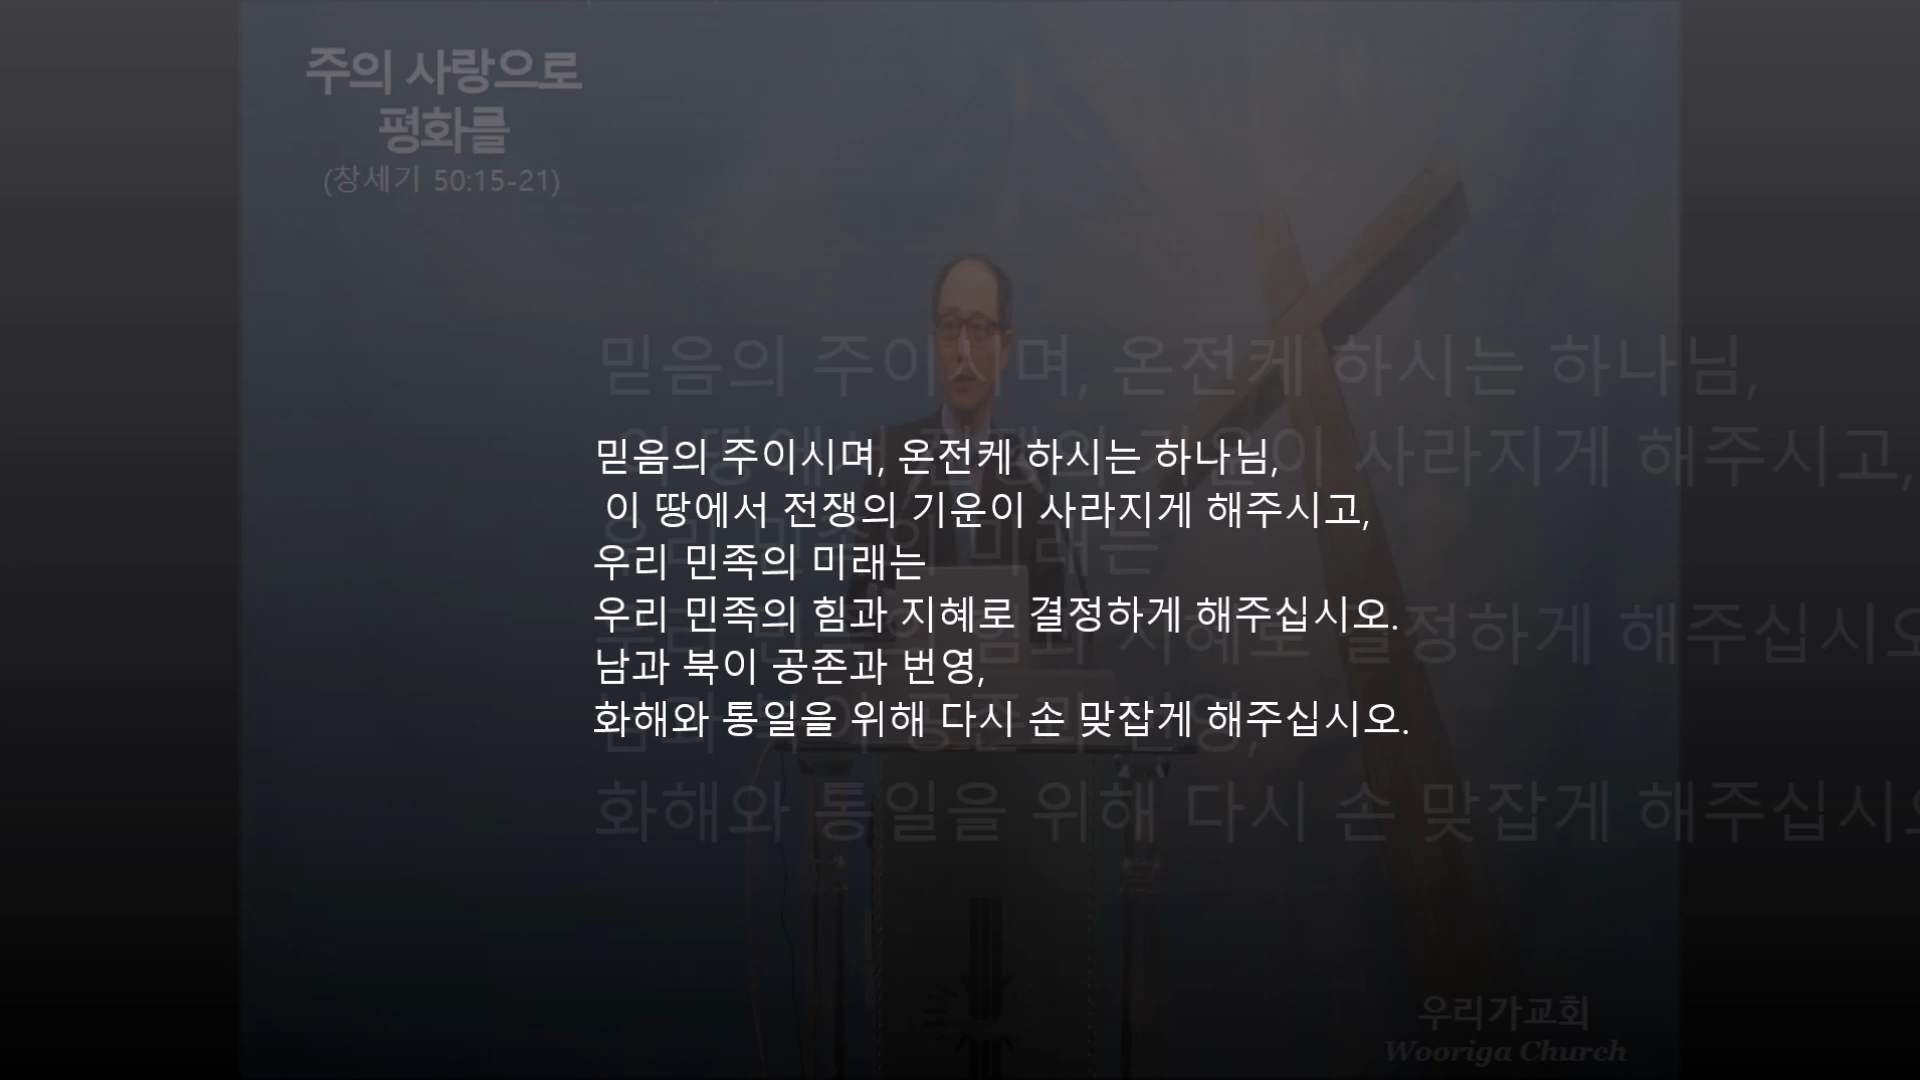 주의 사랑으로
평화를
(창세기 50:15-21)
믿음의 주이시며, 온전케 하시는 하나님,
이 땅에서 전쟁의 기운이 사라지게 해주시고,
우리 민족의 미래는
우리 민족의 힘과 지혜로 결정하게 해주십시오.
남과 북이 공존과 번영,
화해와 통일을 위해 다시 손 맞잡게 해주십시오.
우리가교회
Wooriga Church